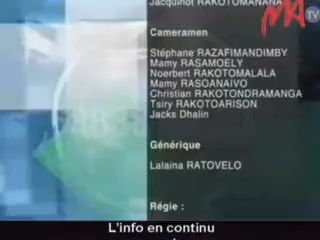 Jacquinot RAKOTOMANANA
MA
TV
Cameramen
Stéphane RAZAFIMANDIMBY
Mamy RASAMOELY
Noerbert RAKOTOMALALA
Mamy RASOANAIVO
Christian RAKOTONDRAMANGA
Tsiry RAKOTOARISON
Jacks Dhalin
Générique
Lalaina RATOVELO
Régie :
L'info en continu